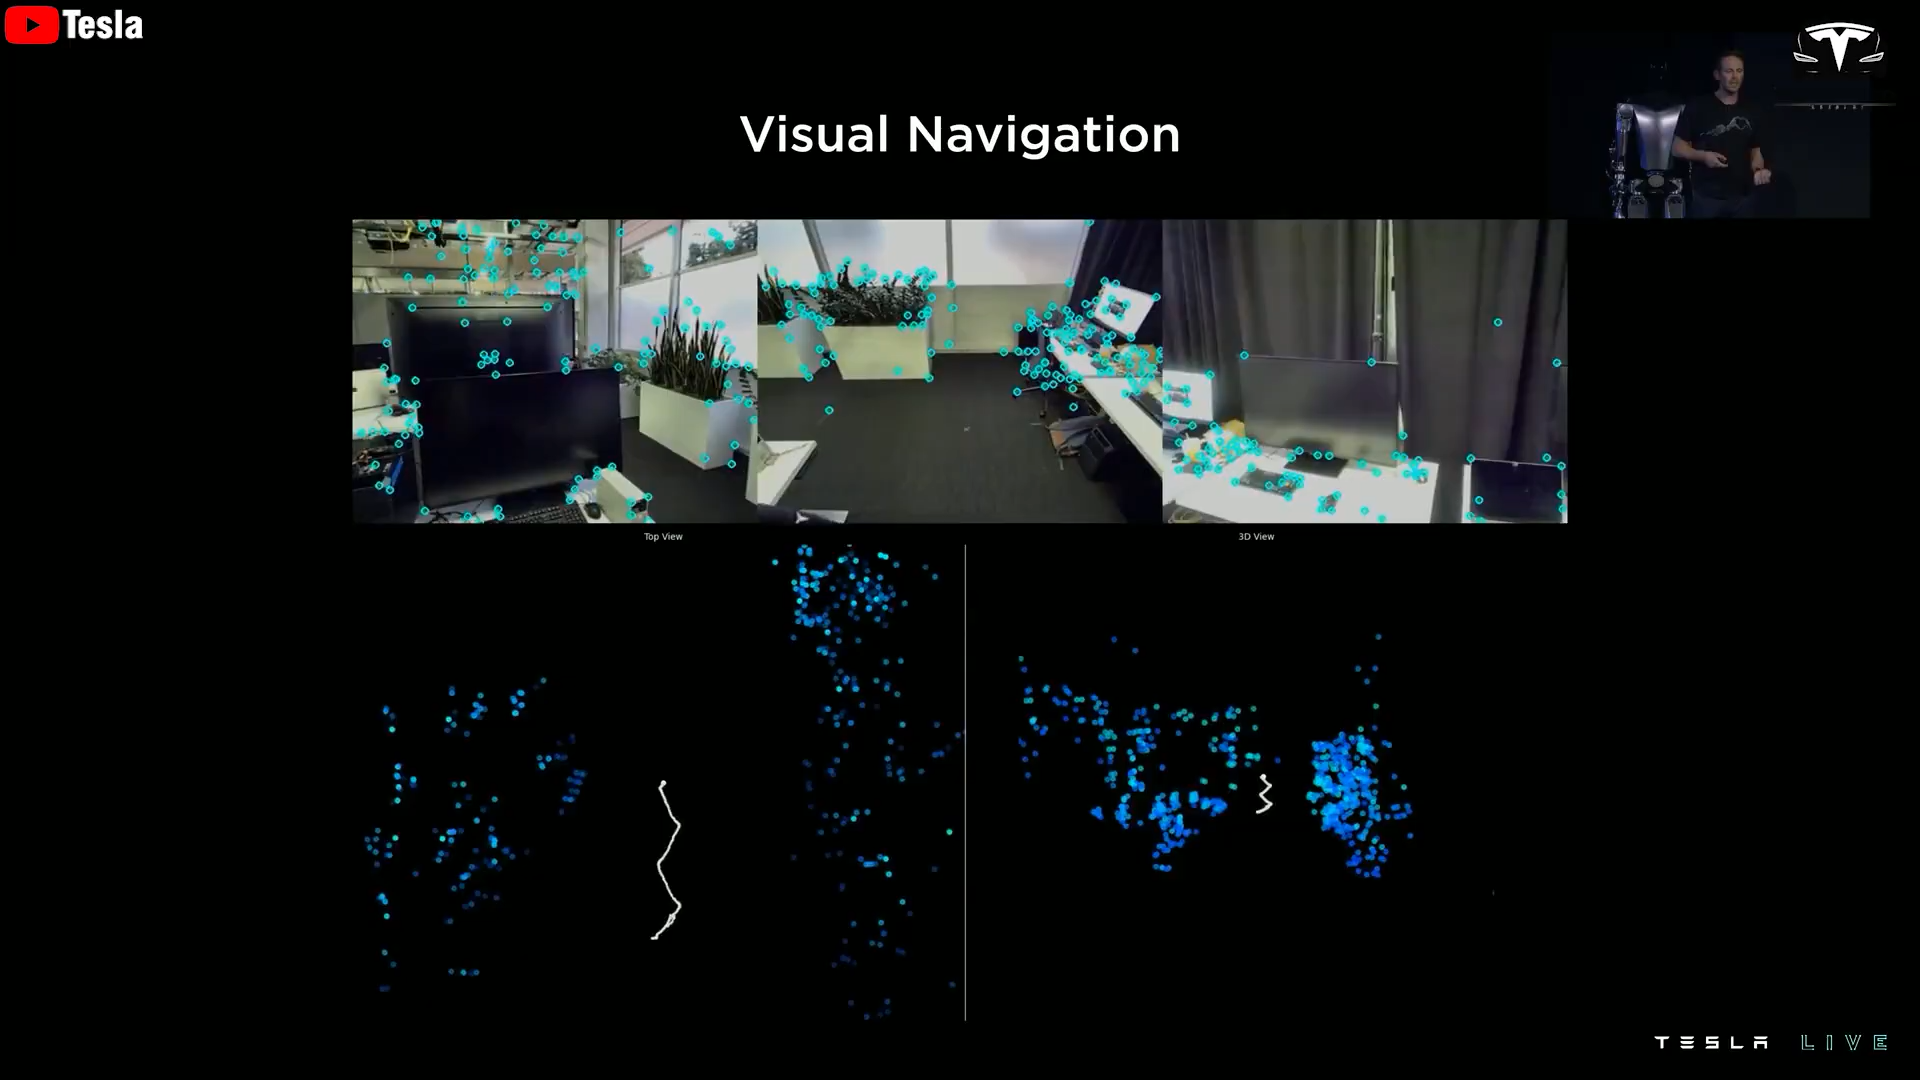 Tesla
Visual Navigation
Top View
3D View
TESLA LIVE